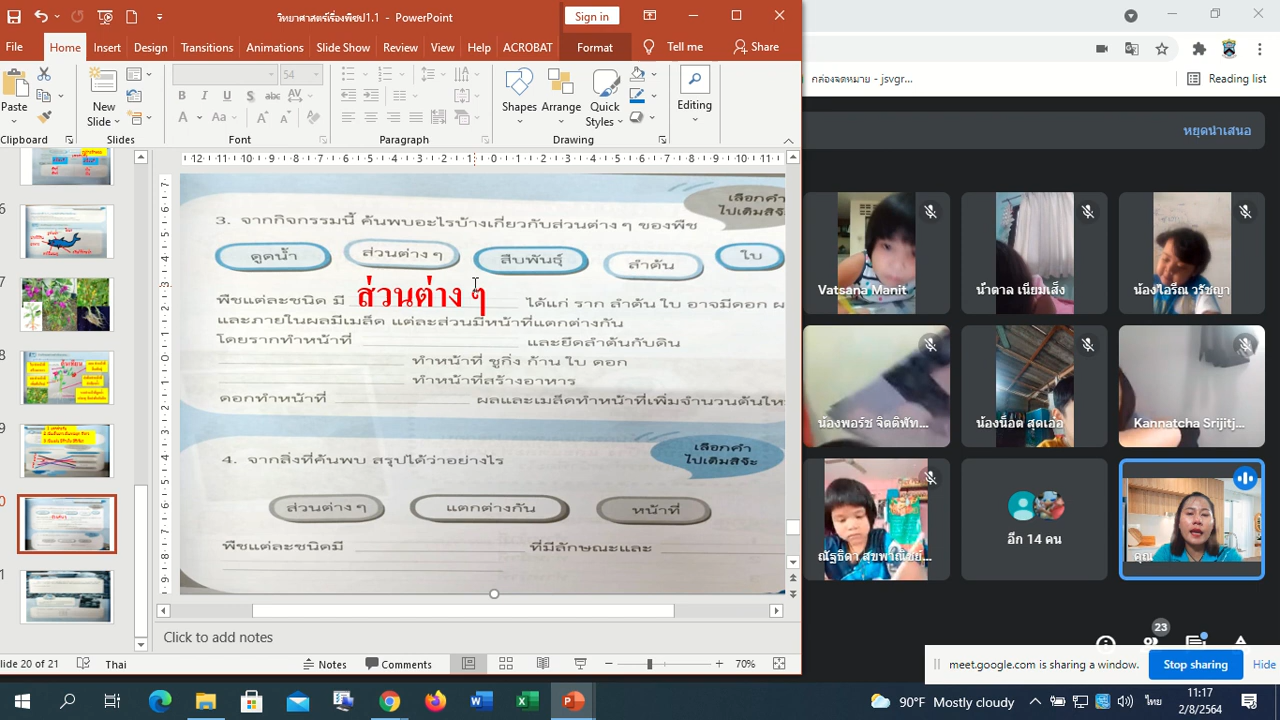 วิทยาศาสตร์เรื่องพืชป1.1 - PowerPoint
Sign in
File Home Insert Design Transitions Animations Slide Show Review View Help ACROBAT Format Tell me Share
กล่องจดหมาย - jsvgr...
Reading list
54
Paste
New
Slide
Shapes Arrange Quick
Styles
Editing
Clipboard Slides Font Paragraph Drawing
หยุดนำเสนอ
เลือกคำ
ไปเติมสิจ๊ะ
3. จากกิจกรรมนี้ ค้นพบอะไรบ้างเกี่ยวกับส่วนต่าง ๆ ของพืช
ดูดน้ำ ส่วนต่าง ๆ สืบพันธุ์ ลำต้น ใบ
พืชแต่ละชนิด มี ส่วนต่าง ๆ ได้แก่ ราก ลำต้น ใบ อาจมีดอก ผ
และภายในผลมีเมล็ด แต่ละส่วนมีหน้าที่แตกต่างกัน
โดยรากทำหน้าที่ และยึดลำต้นกับดิน
ทำหน้าที่ ชูกิ่ง ก้าน ใบ ดอก
ทำหน้าที่สร้างอาหาร
ดอกทำหน้าที่ ผลและเมล็ดทำหน้าที่เพิ่มจำนวนต้นให
4. จากสิ่งที่ค้นพบ สรุปได้ว่าอย่างไร
เลือกคำ
ไปเติมสิจ๊ะ
ส่วนต่าง ๆ แตกต่างกัน หน้าที่
พืชแต่ละชนิดมี ที่มีลักษณะและ
Vatsana Manit
น้ำตาล เนียมเส็ง
น้องไอรีณ วรัชญา
น้องพอร์ช จิตติพัท...
น้องน็อต สุดเอ้อ
Kannatcha Srijitj...
ณัฐธิดา สุขพาณิชย์...
อีก 14 คน
คุณ
23
Click to add notes
lide 20 of 21 Thai Notes Comments 70%
meet.google.com is sharing a window. Stop sharing Hide
90°F Mostly cloudy ไทย 11:17
2/8/2564